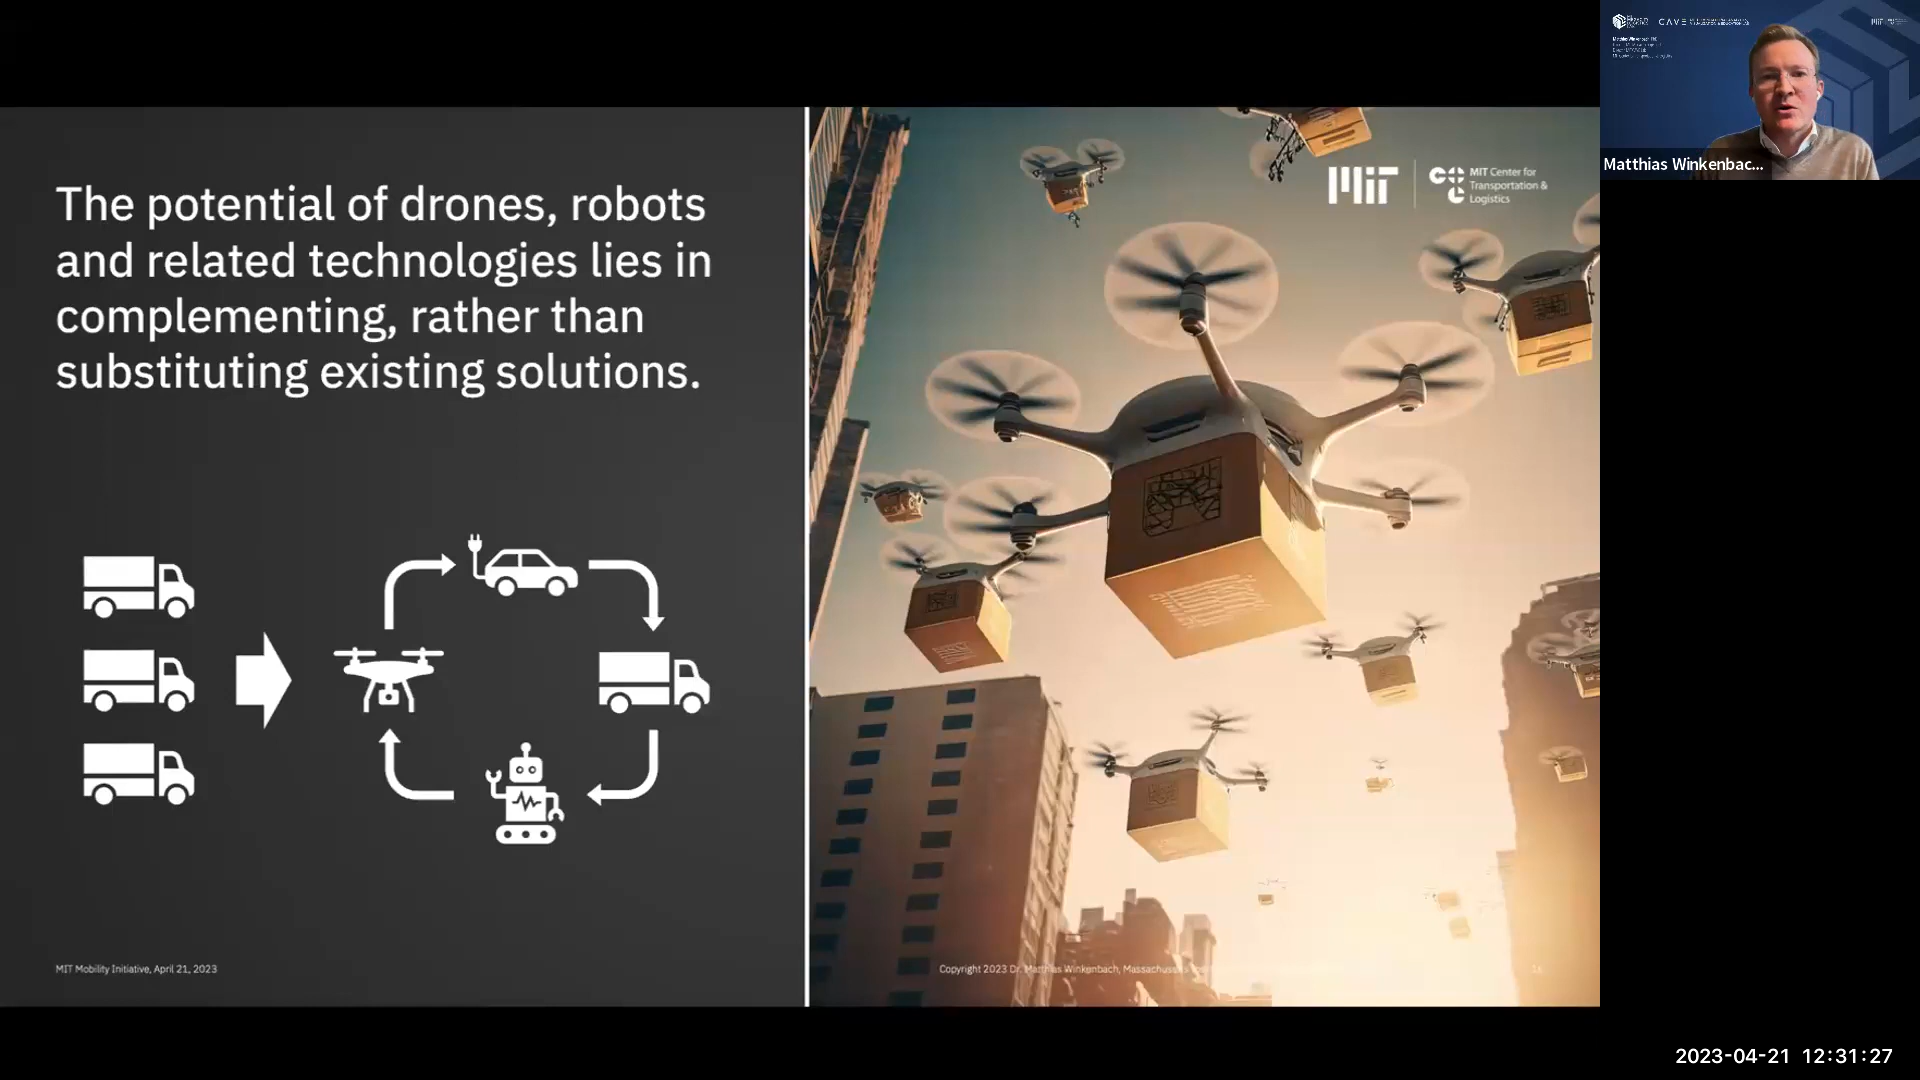 The potential of drones, robots
and related technologies lies in
complementing, rather than
substituting existing solutions.
MIT
MIT Center for
Transportation &
Logistics
MIT Mobility Initiative, April 21, 2023
Copyright 2023 Dr. Matthias Winkenbach,
16
CAVE
Matthias Winkenbac...
2023-04-21 12:31:27